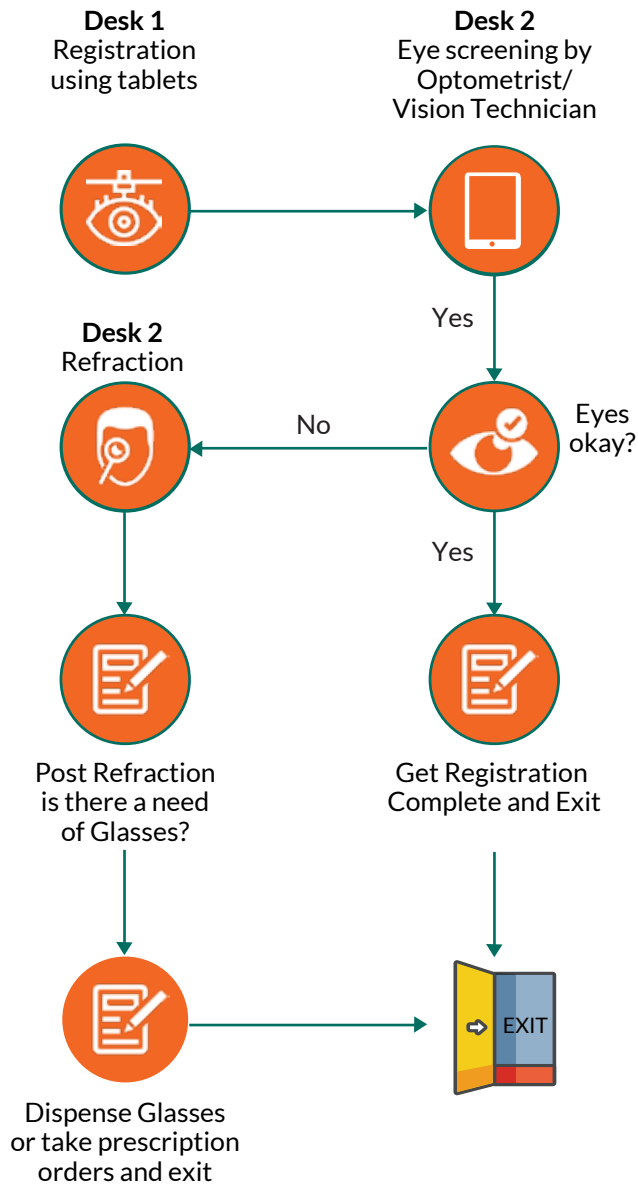 Desk 1
Registration
using tablets
Desk 2
Eye screening by
Optometrist/
Vision Technician
Yes
Desk 2
Refraction
No
Eyes
okay?
Yes
Post Refraction
is there a need
of Glasses?
Get Registration
Complete and Exit
EXIT
Dispense Glasses
or take prescription
orders and exit